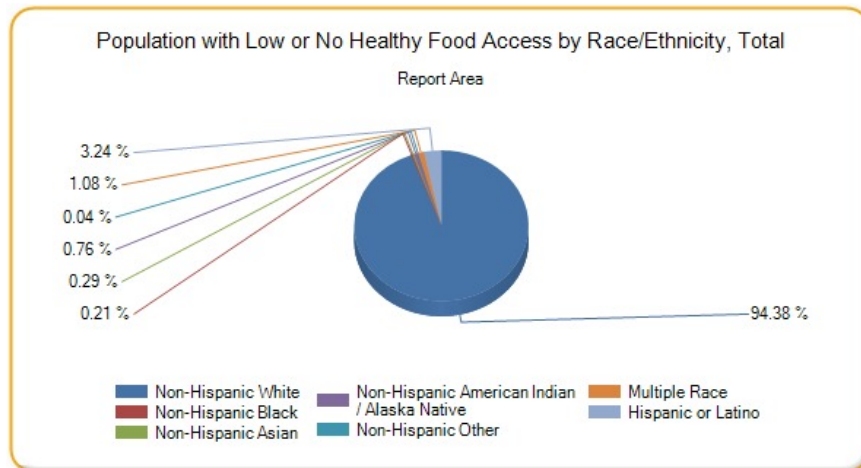 Population with Low or No Healthy Food Access by Race/Ethnicity, Total
Report Area
3.24 %
1.08 %
0.04 %
0.76 %
0.29 %
0.21 %
94.38 %
Non-Hispanic White
Non-Hispanic Black
Non-Hispanic Asian
Non-Hispanic American Indian
/ Alaska Native
Non-Hispanic Other
Multiple Race
Hispanic or Latino